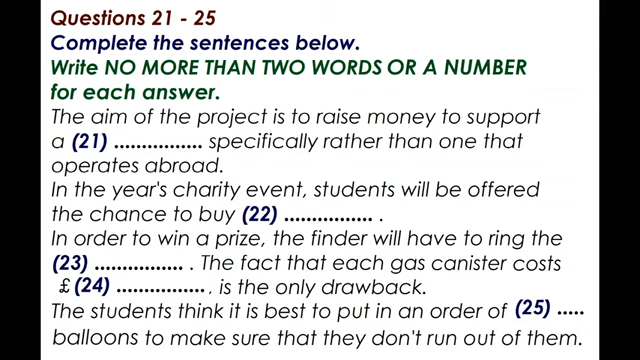 Questions 21 - 25
Complete the sentences below.
Write NO MORE THAN TWO WORDS OR A NUMBER
for each answer.
The aim of the project is to raise money to support
a (21) ................ specifically rather than one that
operates abroad.
In the year's charity event, students will be offered
the chance to buy (22) ................ .
In order to win a prize, the finder will have to ring the
(23) ................ . The fact that each gas canister costs
£(24) ................ , is the only drawback.
The students think it is best to put in an order of (25) .....
balloons to make sure that they don't run out of them.